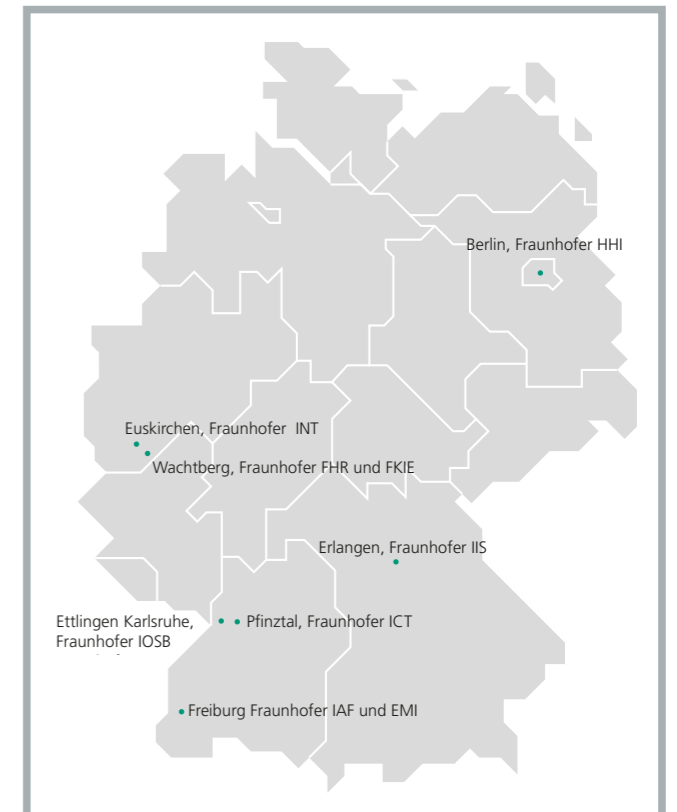 Berlin, Fraunhofer HHI
Euskirchen, Fraunhofer INT
Wachtberg, Fraunhofer FHR und FKIE
Erlangen, Fraunhofer IIS
Ettlingen Karlsruhe,
Fraunhofer IOSB
Pfinztal, Fraunhofer ICT
Freiburg Fraunhofer IAF und EMI